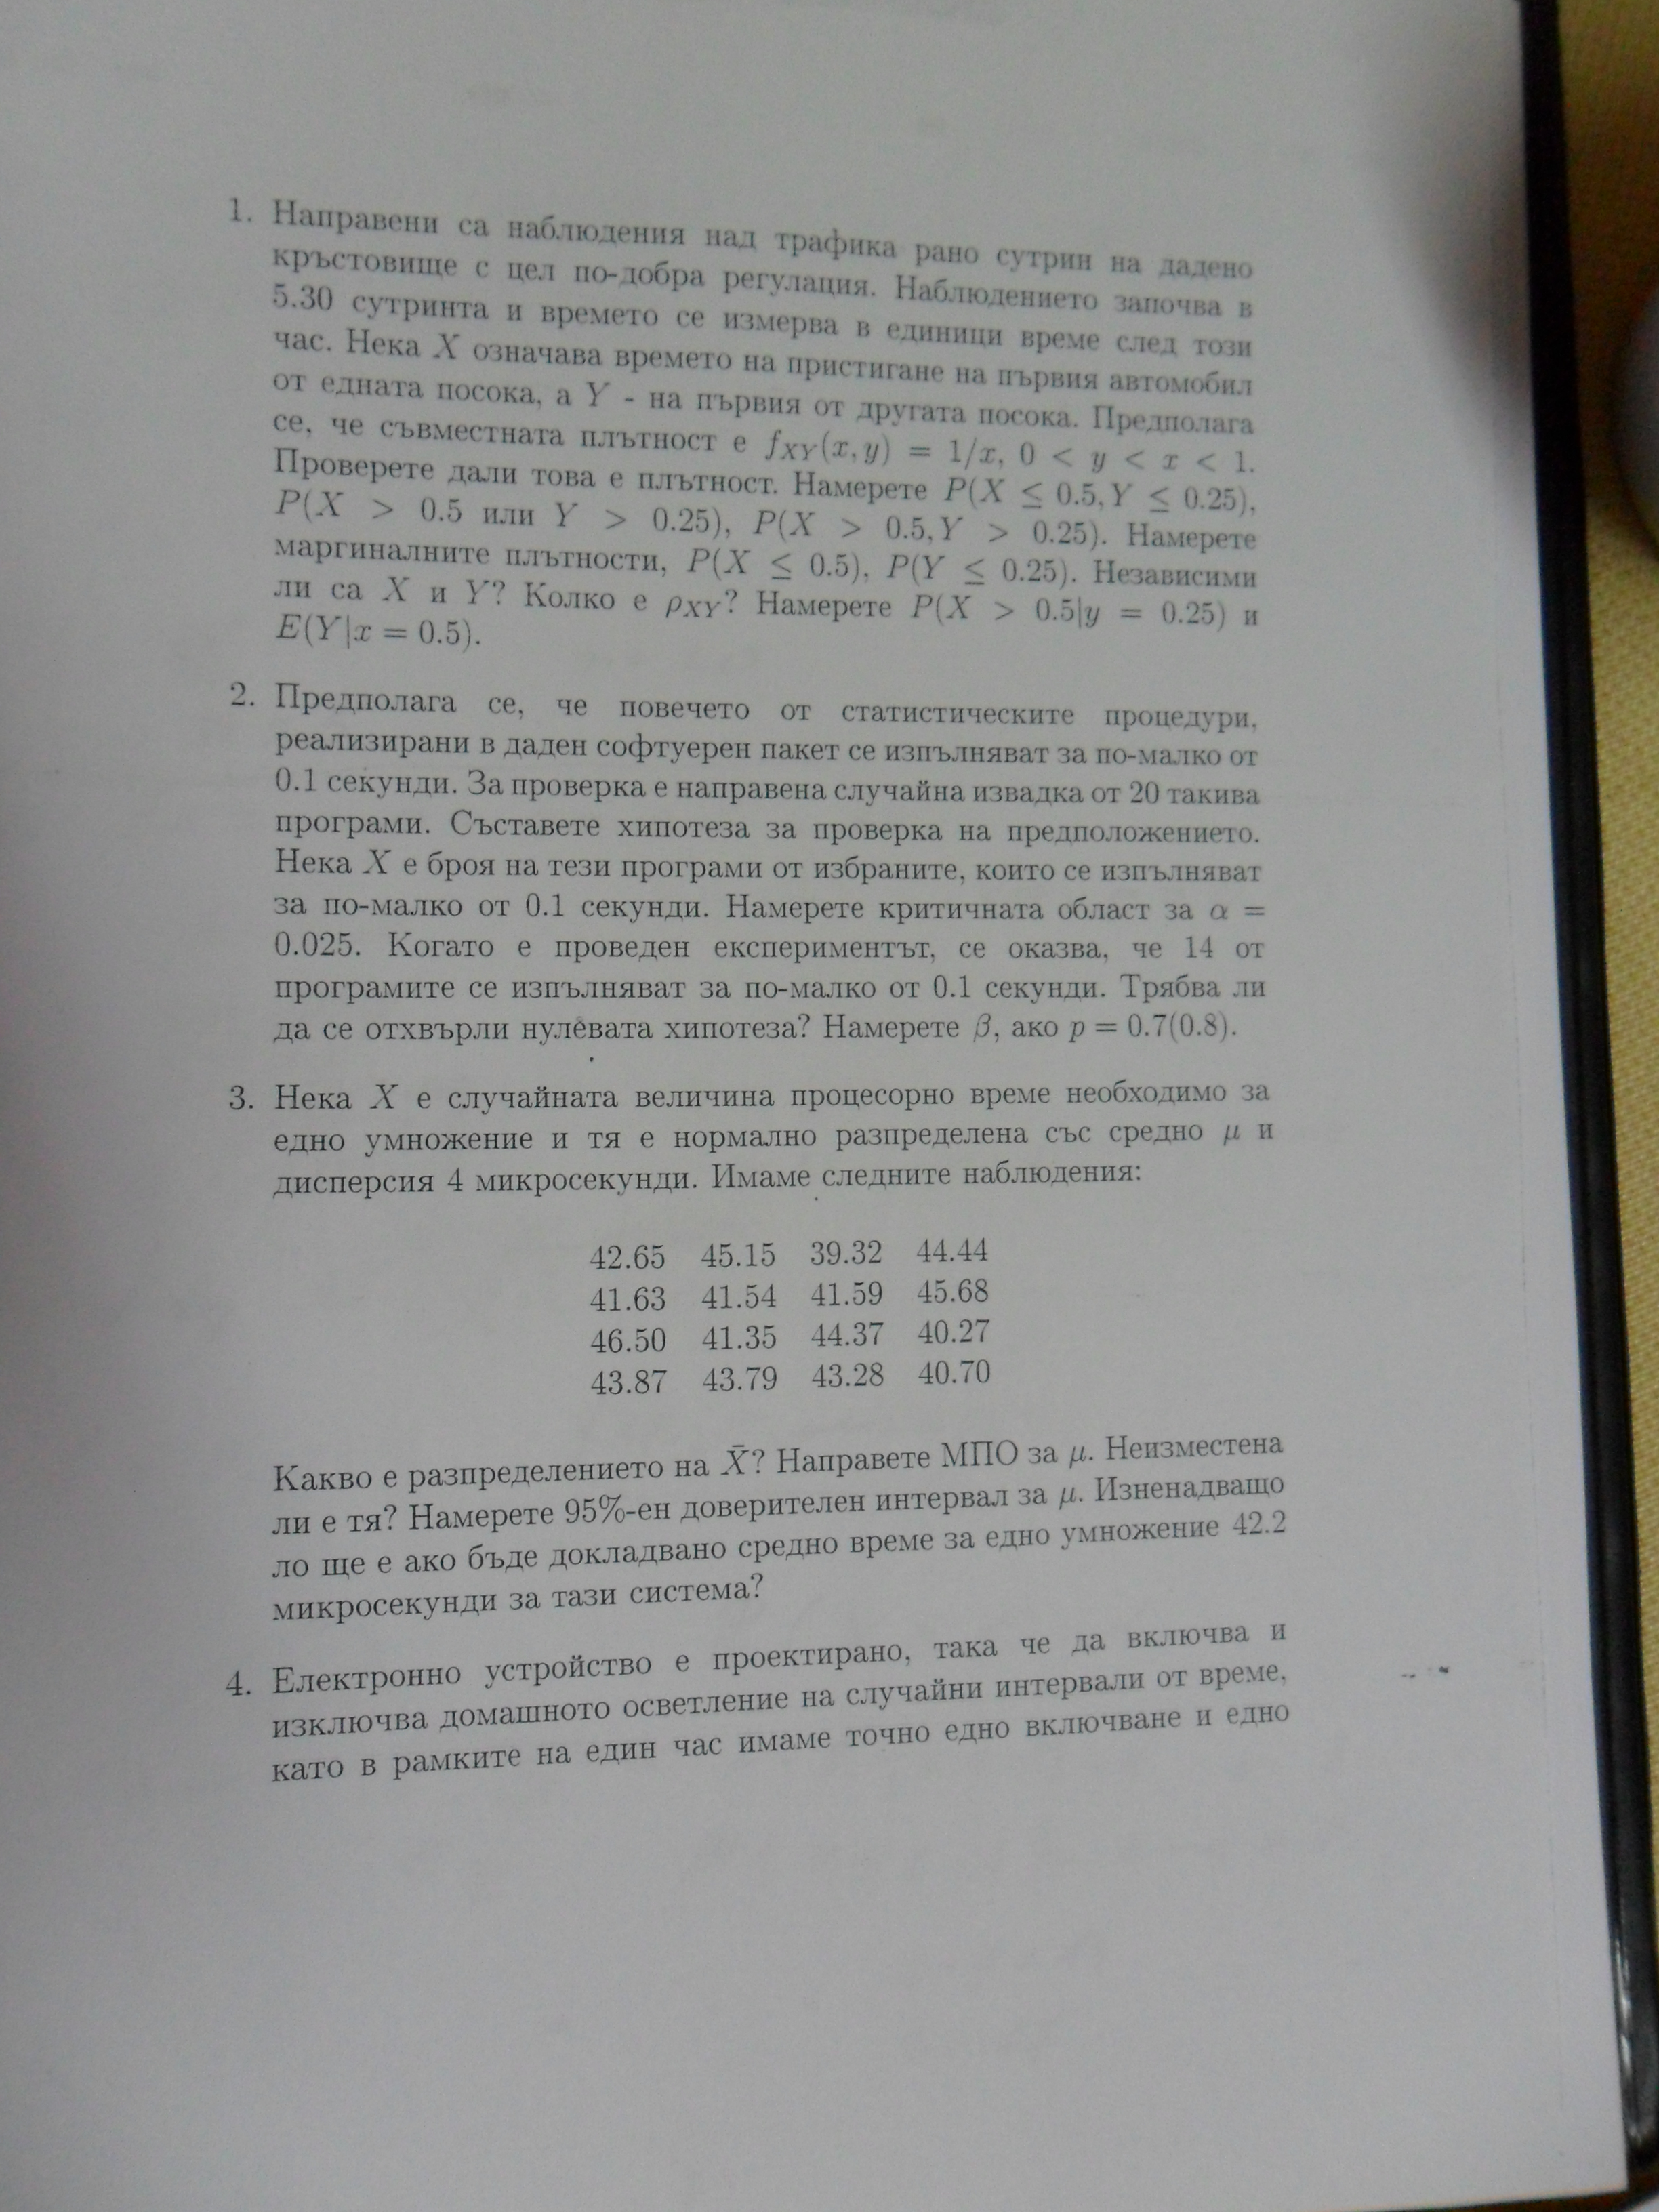 1. Направени са наблюдения над трафика рано сутрин на дадено
кръстовище с цел по-добра регулация. Наблюдението започва в
5.30 сутринта и времето се измерва в единици време след този
час. Нека X означава времето на пристигане на първия автомобил
от едната посока, а Y - на първия от другата посока. Предполага
се, че съвместната плътност е f_{XY}(x, y) = 1/x, 0 < y < x < 1.
Проверете дали това е плътност. Намерете P(X ≤ 0.5, Y ≤ 0.25),
P(X > 0.5 или Y > 0.25), P(X > 0.5, Y > 0.25). Намерете
маргиналните плътности, P(X ≤ 0.5), P(Y ≤ 0.25). Независими
ли са X и Y? Колко е ρ_{XY}? Намерете P(X > 0.5|y = 0.25) и
E(Y|x = 0.5).
2. Предполага се, че повечето от статистическите процедури,
реализирани в даден софтуерен пакет се изпълняват за по-малко от
0.1 секунди. За проверка е направена случайна извадка от 20 такива
програми. Съставете хипотеза за проверка на предположението.
Нека X е броя на тези програми от избраните, които се изпълняват
за по-малко от 0.1 секунди. Намерете критичната област за α =
0.025. Когато е проведен експериментът, се оказва, че 14 от
програмите се изпълняват за по-малко от 0.1 секунди. Трябва ли
да се отхвърли нулевата хипотеза? Намерете β, ако p = 0.7(0.8).
3. Нека X е случайната величина процесорно време необходимо за
едно умножение и тя е нормално разпределена със средно μ и
дисперсия 4 микросекунди. Имаме следните наблюдения:
42.65 45.15 39.32 44.44
41.63 41.54 41.59 45.68
46.50 41.35 44.37 40.27
43.87 43.79 43.28 40.70
Какво е разпределението на X̄? Направете МПО за μ. Неизместена
ли е тя? Намерете 95%-ен доверителен интервал за μ. Изненадващо
ло ще е ако бъде докладвано средно време за едно умножение 42.2
микросекунди за тази система?
4. Електронно устройство е проектирано, така че да включва и
изключва домашното осветление на случайни интервали от време,
като в рамките на един час имаме точно едно включване и едно